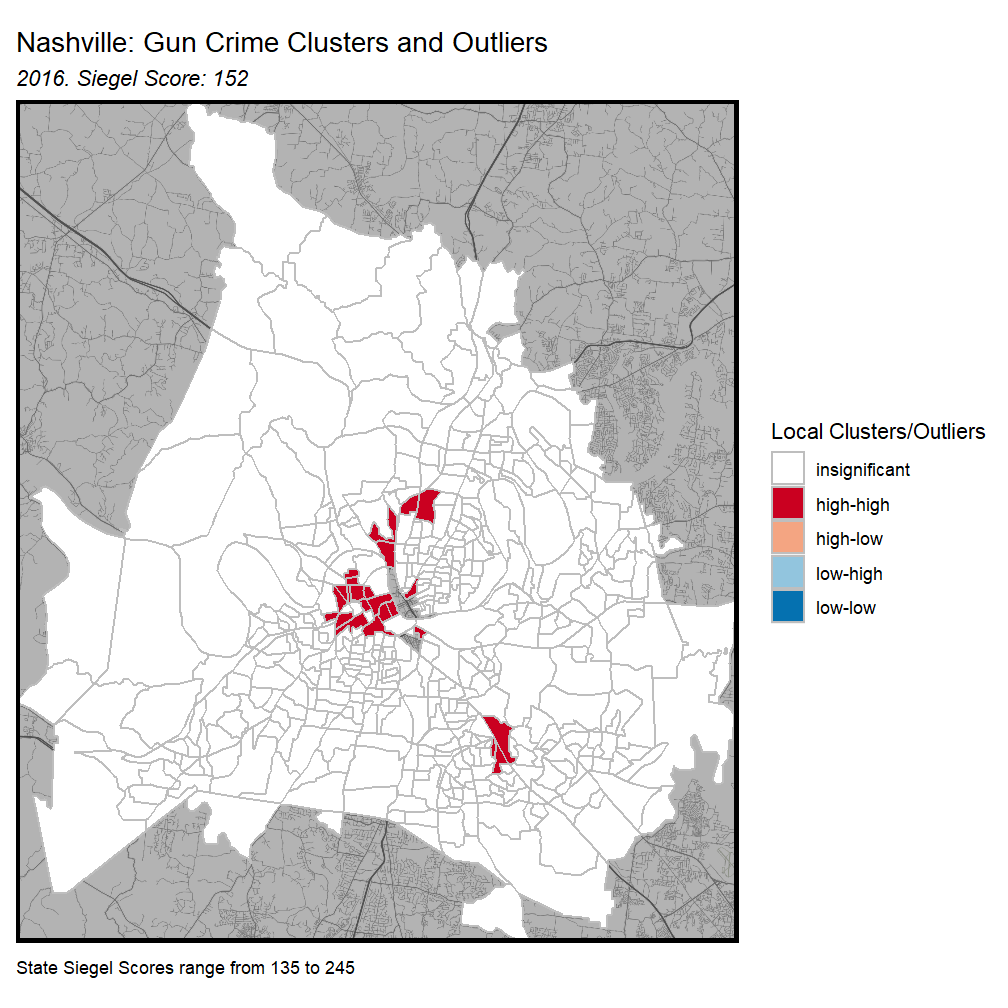 Nashville: Gun Crime Clusters and Outliers
2016. Siegel Score: 152
Local Clusters/Outliers
insignificant
high-high
high-low
low-high
low-low
State Siegel Scores range from 135 to 245